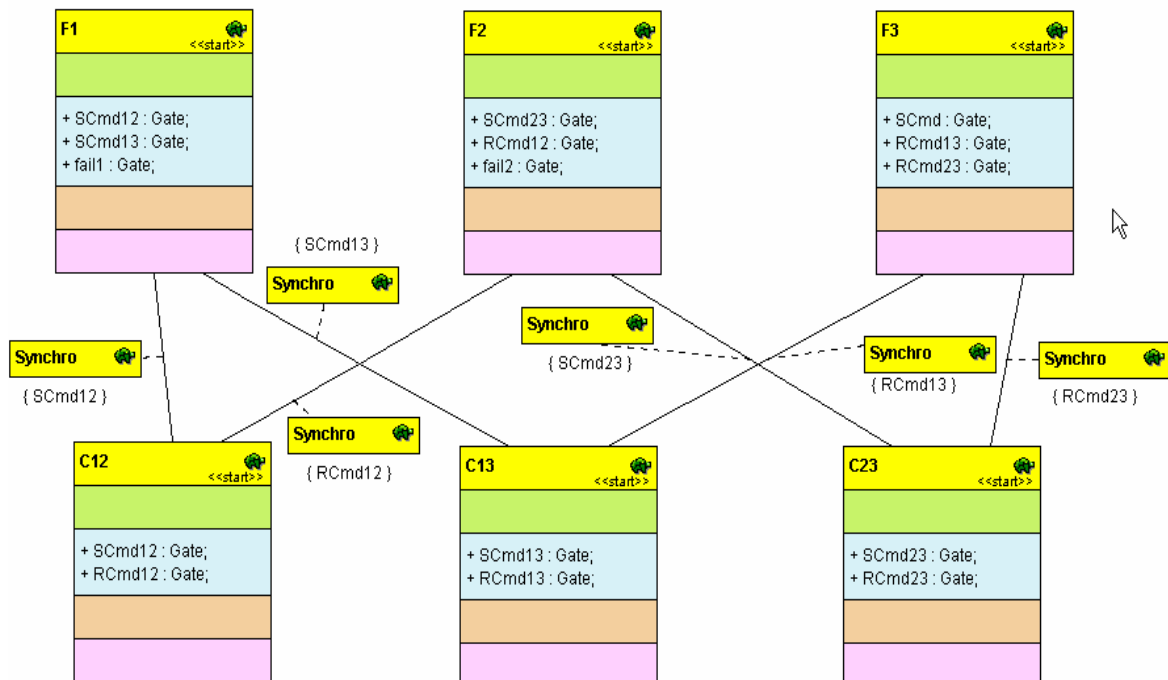 F1
<<start>>
+ SCmd12 : Gate;
+ SCmd13 : Gate;
+ fail1 : Gate;
F2
<<start>>
+ SCmd23 : Gate;
+ RCmd12 : Gate;
+ fail2 : Gate;
F3
<<start>>
+ SCmd : Gate;
+ RCmd13 : Gate;
+ RCmd23 : Gate;
{ SCmd13 }
Synchro
Synchro
{ SCmd12 }
Synchro
{ SCmd23 }
Synchro
{ RCmd13 }
Synchro
{ RCmd23 }
Synchro
{ RCmd12 }
C12
<<start>>
+ SCmd12 : Gate;
+ RCmd12 : Gate;
C13
<<start>>
+ SCmd13 : Gate;
+ RCmd13 : Gate;
C23
<<start>>
+ SCmd23 : Gate;
+ RCmd23 : Gate;